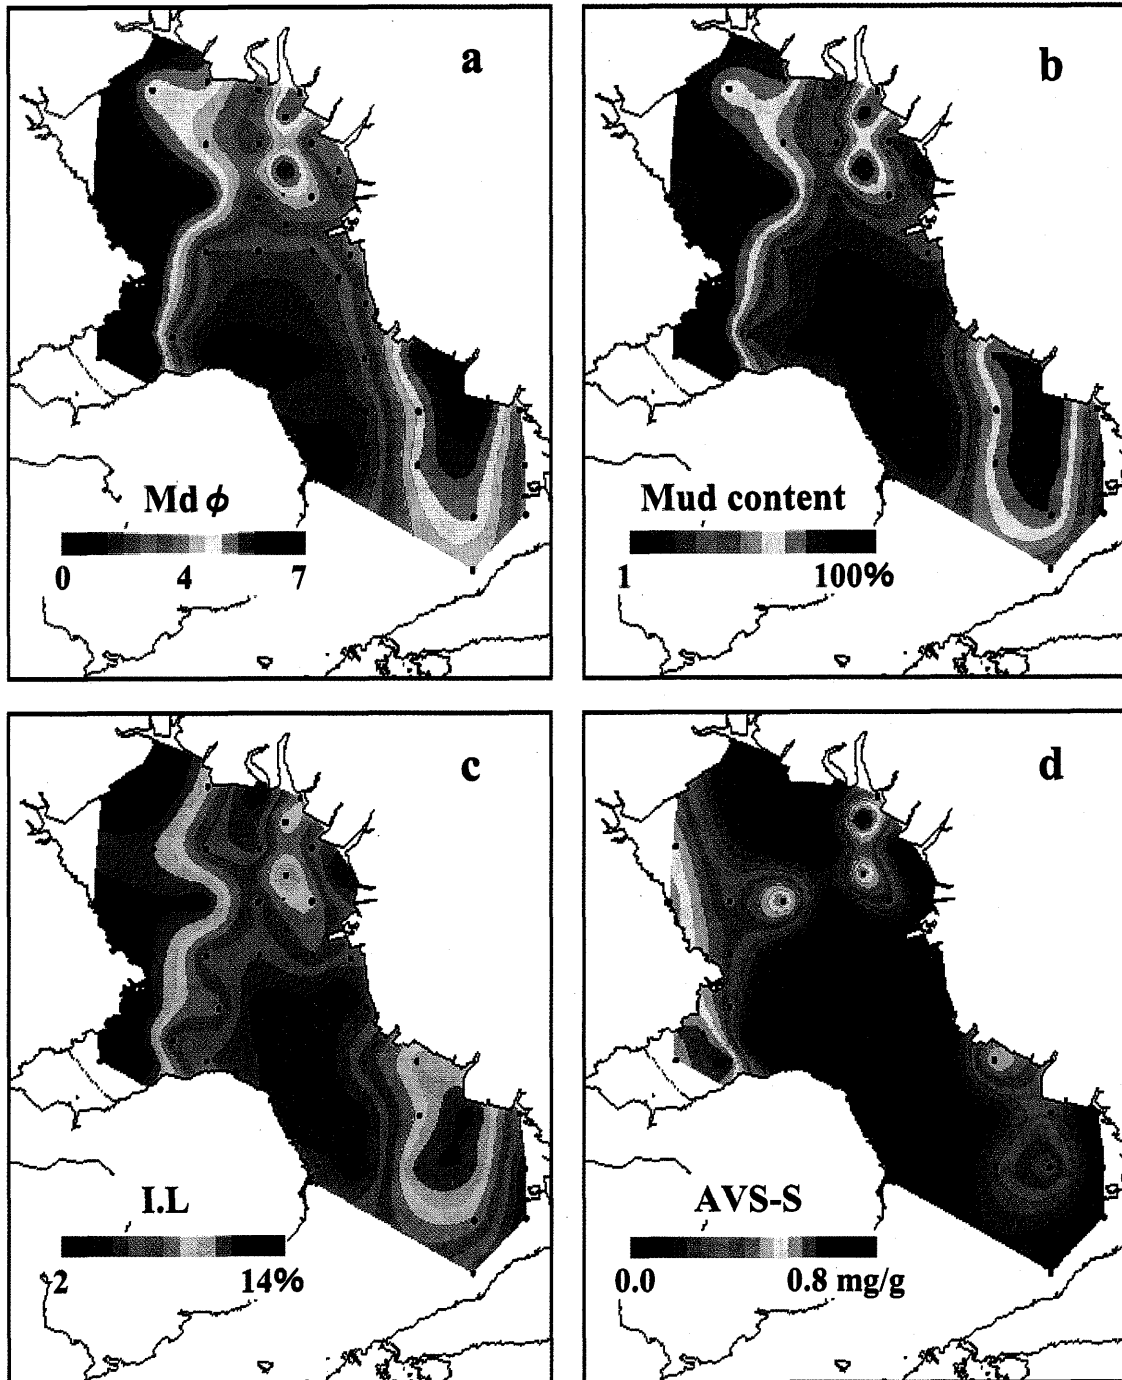 a
Md ϕ
0 4 7
b
Mud content
1 100%
c
I.L
2 14%
d
AVS-S
0.0 0.8 mg/g